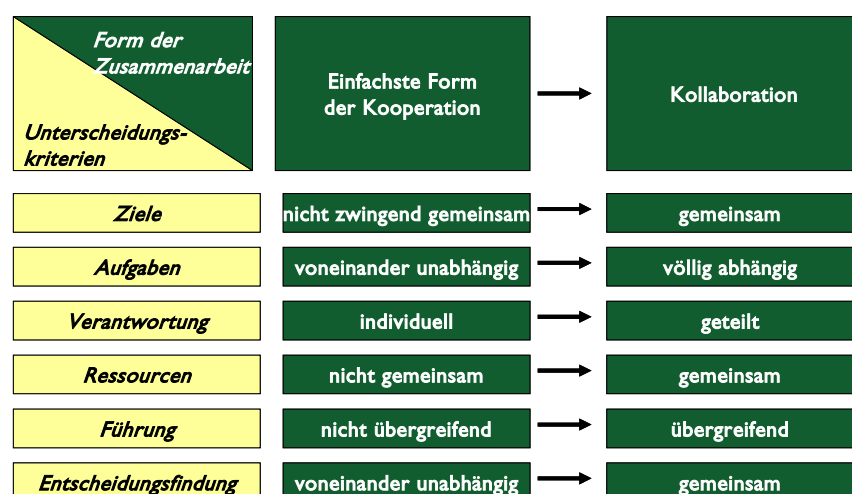 Form der
Zusammenarbeit
Unterscheidungs-
kriterien
Einfachste Form
der Kooperation
Kollaboration
Ziele
nicht zwingend gemeinsam
gemeinsam
Aufgaben
voneinander unabhängig
völlig abhängig
Verantwortung
individuell
geteilt
Ressourcen
nicht gemeinsam
gemeinsam
Führung
nicht übergreifend
übergreifend
Entscheidungsfindung
voneinander unabhängig
gemeinsam